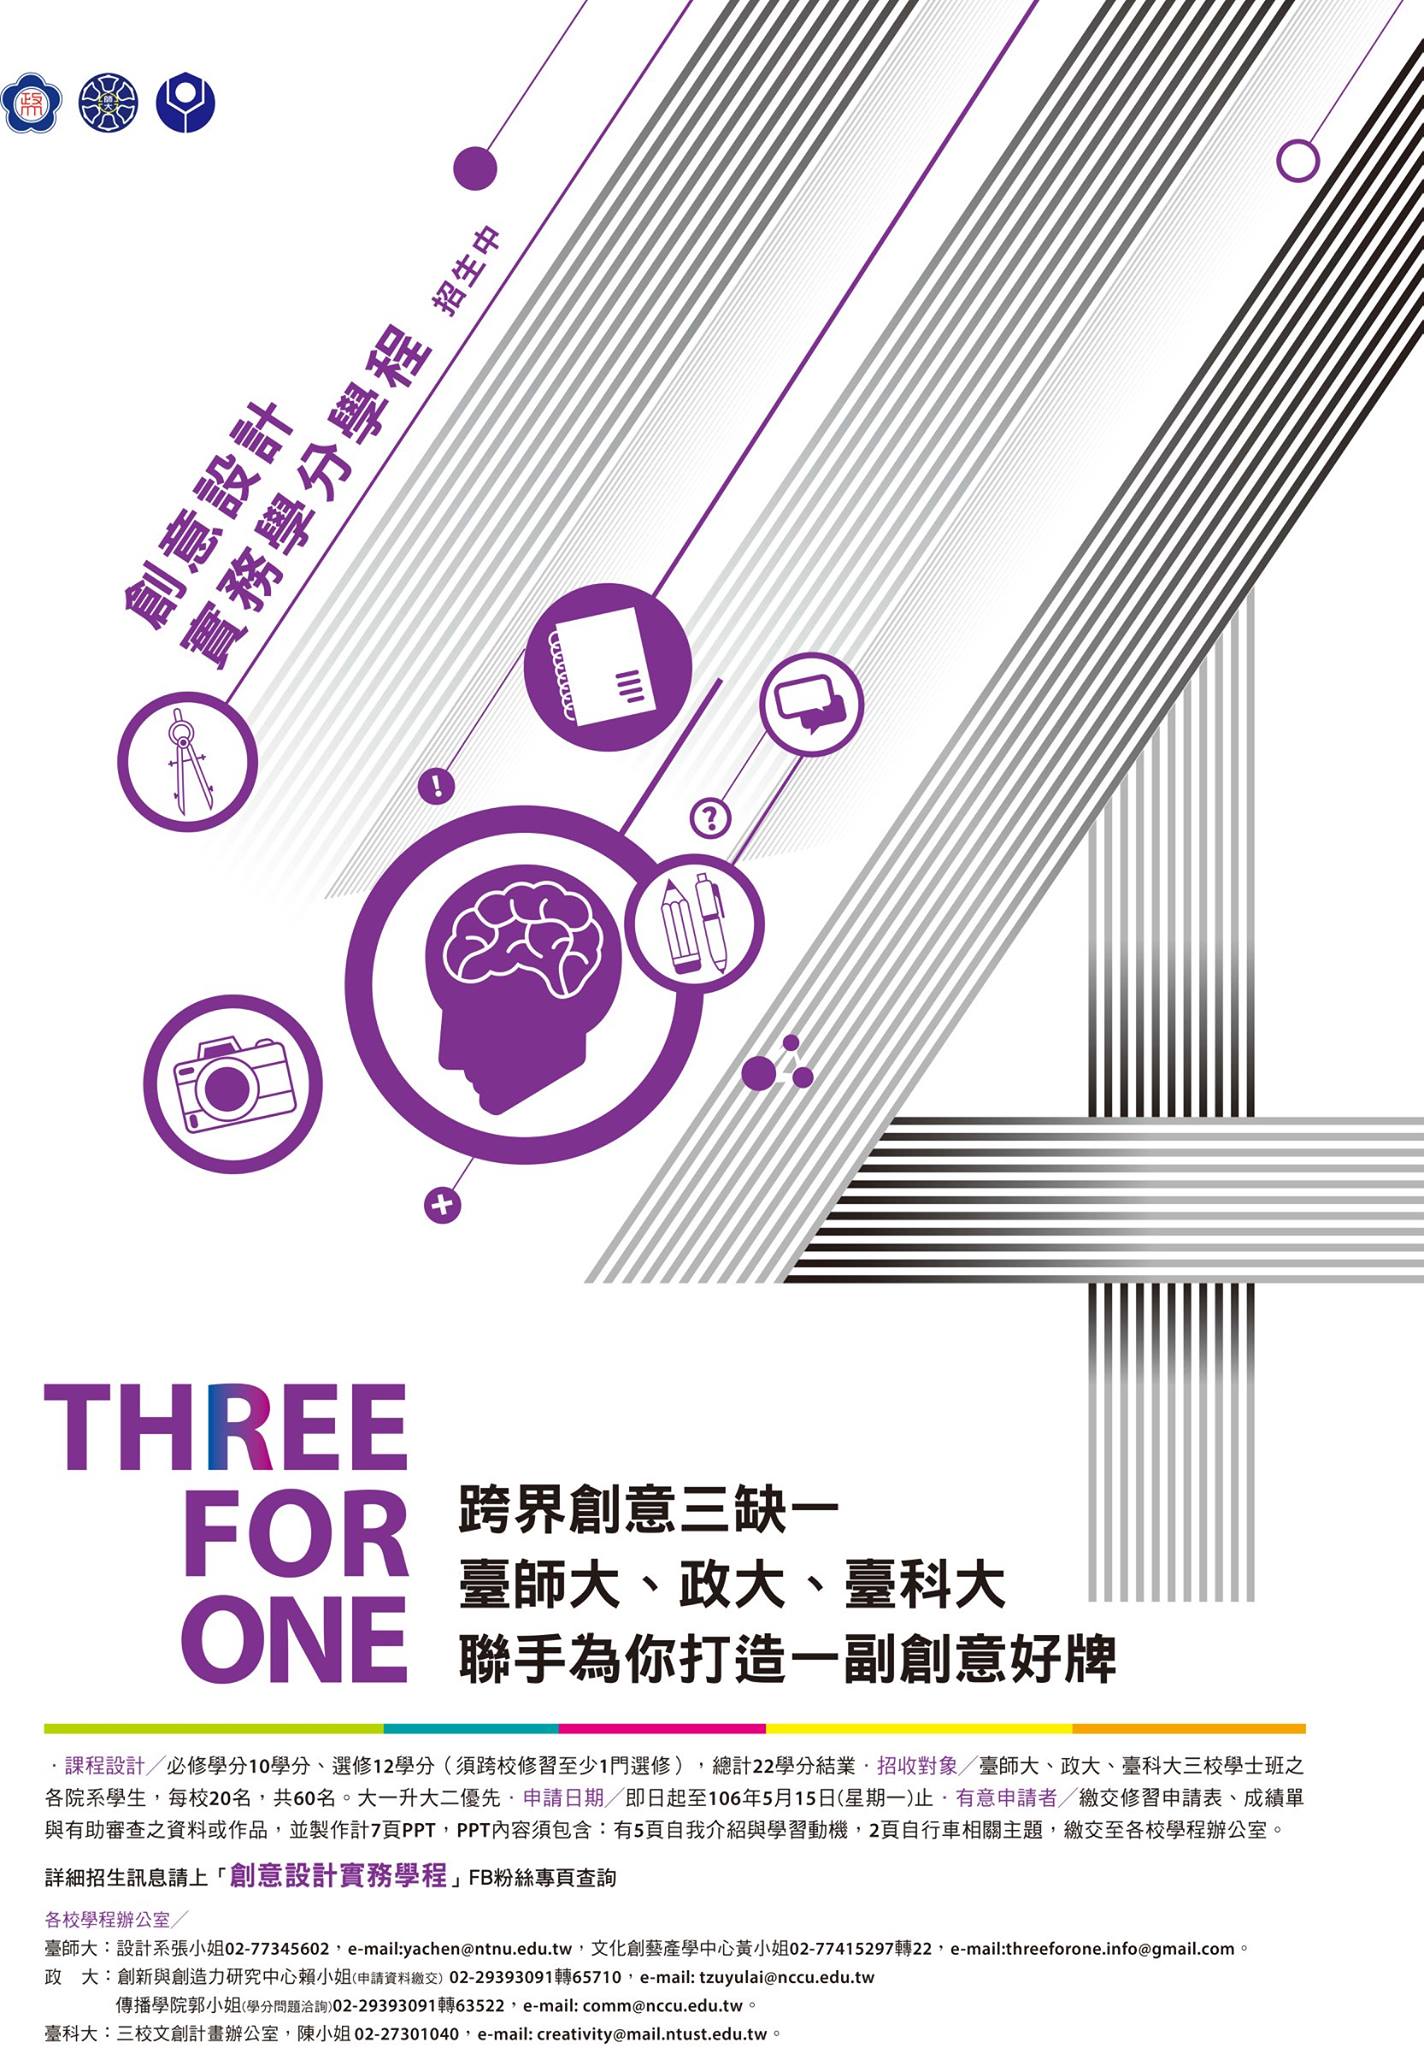 政
師大
創意設計
實務學分學程 招生中
!
?
THREE
FOR
ONE
跨界創意三缺一
臺師大、政大、臺科大
聯手為你打造一副創意好牌
·課程設計／必修學分10學分、選修12學分（須跨校修習至少1門選修），總計22學分結業·招收對象／臺師大、政大、臺科大三校學士班之
各院系學生，每校20名，共60名。大一升大二優先·申請日期／即日起至106年5月15日(星期一)止·有意申請者／繳交修習申請表、成績單
與有助審查之資料或作品，並製作計7頁PPT，PPT內容須包含：有5頁自我介紹與學習動機，2頁自行車相關主題，繳交至各校學程辦公室。
詳細招生訊息請上「創意設計實務學程」FB粉絲專頁查詢
各校學程辦公室／
臺師大：設計系張小姐02-77345602，e-mail:yachen@ntnu.edu.tw，文化創藝產學中心黃小姐02-77415297轉22，e-mail:threeforone.info@gmail.com。
政　大：創新與創造力研究中心賴小姐(申請資料繳交) 02-29393091轉65710，e-mail: tzuyulai@nccu.edu.tw
傳播學院郭小姐(學分問題洽詢)02-29393091轉63522，e-mail: comm@nccu.edu.tw。
臺科大：三校文創計畫辦公室，陳小姐 02-27301040，e-mail: creativity@mail.ntust.edu.tw。